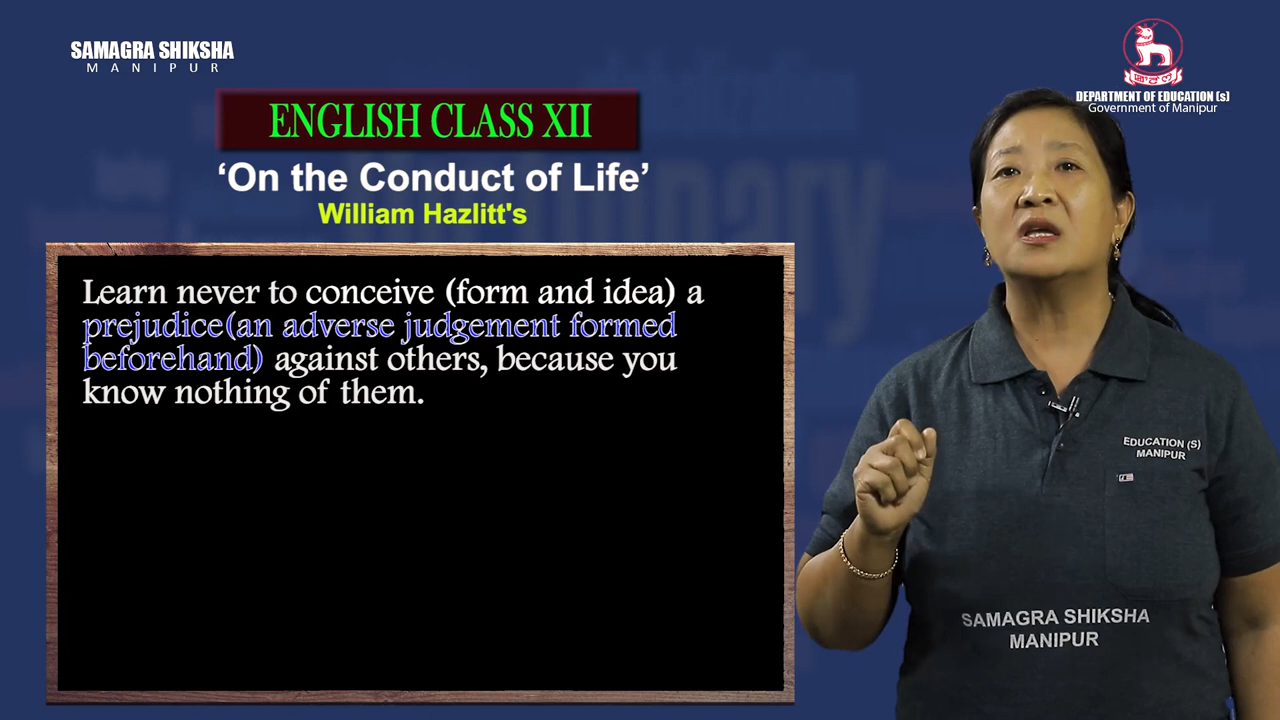 SAMAGRA SHIKSHA
MANIPUR
DEPARTMENT OF EDUCATION (s)
Government of Manipur
ENGLISH CLASS XII
‘On the Conduct of Life’
William Hazlitt's
Learn never to conceive (form and idea) a
prejudice(an adverse judgement formed
beforehand) against others, because you
know nothing of them.
EDUCATION (S)
MANIPUR
SAMAGRA SHIKSHA
MANIPUR